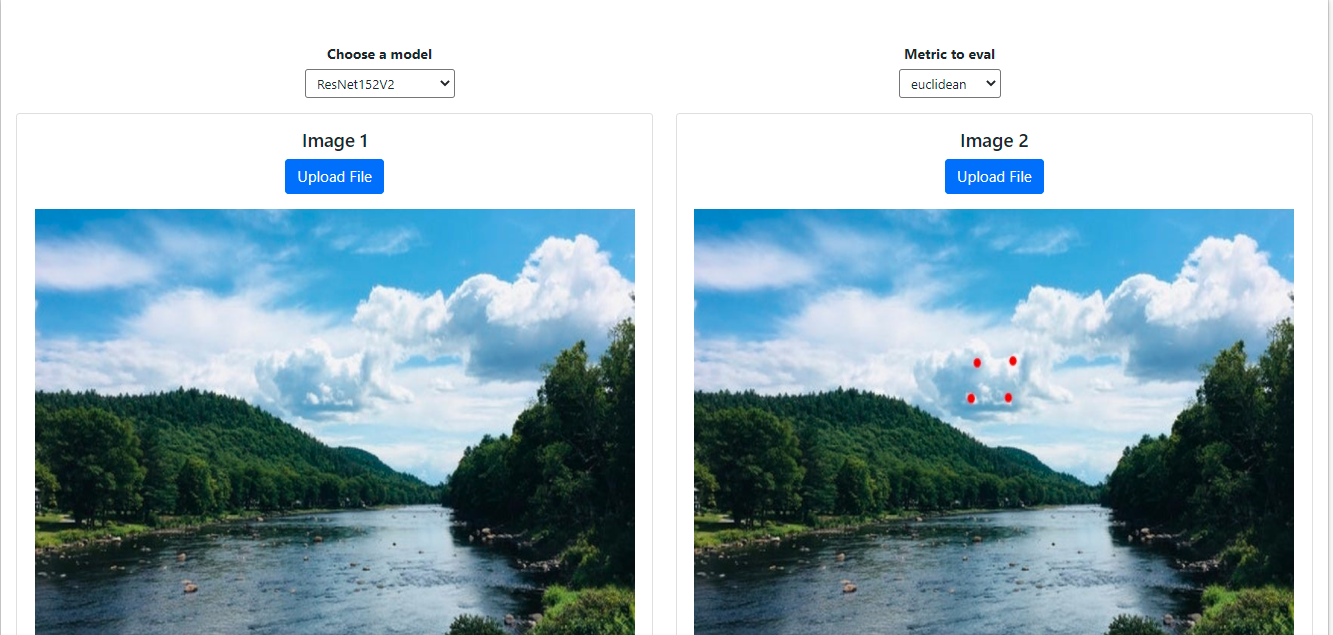 Choose a model
Metric to eval
ResNet152V2
euclidean
Image 1
Image 2
Upload File
Upload File